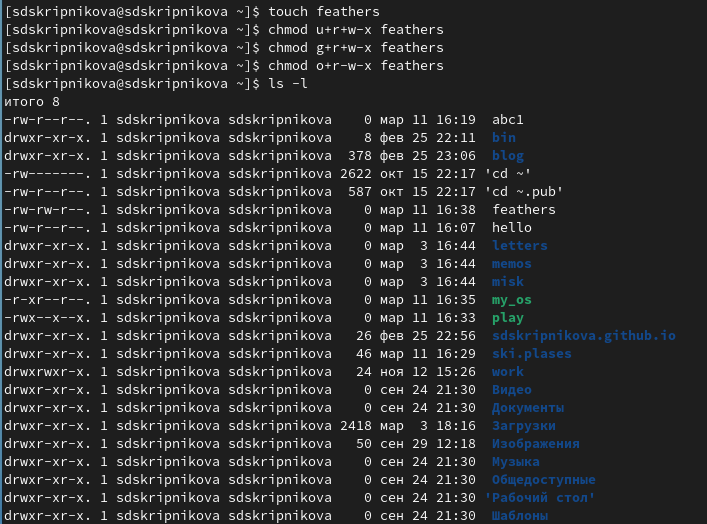 [sdskripnikova@sdskripnikova ~]$ touch feathers
[sdskripnikova@sdskripnikova ~]$ chmod u+r+w-x feathers
[sdskripnikova@sdskripnikova ~]$ chmod g+r+w-x feathers
[sdskripnikova@sdskripnikova ~]$ chmod o+r-w-x feathers
[sdskripnikova@sdskripnikova ~]$ ls -l
итого 8
-rw-r--r--. 1 sdskripnikova sdskripnikova    0 мар 11 16:19  abc1
drwxr-xr-x. 1 sdskripnikova sdskripnikova    8 фев 25 22:11  bin
drwxr-xr-x. 1 sdskripnikova sdskripnikova  378 фев 25 23:06  blog
-rw-------. 1 sdskripnikova sdskripnikova 2622 окт 15 22:17 'cd ~'
-rw-r--r--. 1 sdskripnikova sdskripnikova  587 окт 15 22:17 'cd ~.pub'
-rw-rw-r--. 1 sdskripnikova sdskripnikova    0 мар 11 16:38  feathers
-rw-r--r--. 1 sdskripnikova sdskripnikova    0 мар 11 16:07  hello
drwxr-xr-x. 1 sdskripnikova sdskripnikova    0 мар  3 16:44  letters
drwxr-xr-x. 1 sdskripnikova sdskripnikova    0 мар  3 16:44  memos
drwxr-xr-x. 1 sdskripnikova sdskripnikova    0 мар  3 16:44  misk
-r-xr--r--. 1 sdskripnikova sdskripnikova    0 мар 11 16:35  my_os
-rwx--x--x. 1 sdskripnikova sdskripnikova    0 мар 11 16:33  play
drwxr-xr-x. 1 sdskripnikova sdskripnikova   26 фев 25 22:56  sdskripnikova.github.io
drwxr-xr-x. 1 sdskripnikova sdskripnikova   46 мар 11 16:29  ski.plases
drwxrwxr-x. 1 sdskripnikova sdskripnikova   24 ноя 12 15:26  work
drwxr-xr-x. 1 sdskripnikova sdskripnikova    0 сен 24 21:30  Видео
drwxr-xr-x. 1 sdskripnikova sdskripnikova    0 сен 24 21:30  Документы
drwxr-xr-x. 1 sdskripnikova sdskripnikova 2418 мар  3 18:16  Загрузки
drwxr-xr-x. 1 sdskripnikova sdskripnikova   50 сен 29 12:18  Изображения
drwxr-xr-x. 1 sdskripnikova sdskripnikova    0 сен 24 21:30  Музыка
drwxr-xr-x. 1 sdskripnikova sdskripnikova    0 сен 24 21:30  Общедоступные
drwxr-xr-x. 1 sdskripnikova sdskripnikova    0 сен 24 21:30 'Рабочий стол'
drwxr-xr-x. 1 sdskripnikova sdskripnikova    0 сен 24 21:30  Шаблоны